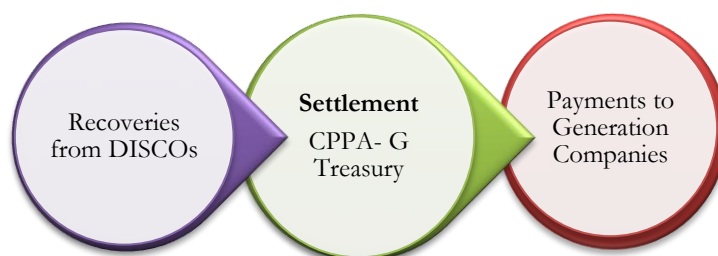 Recoveries
from DISCOs
Settlement
CPPA- G
Treasury
Payments to
Generation
Companies